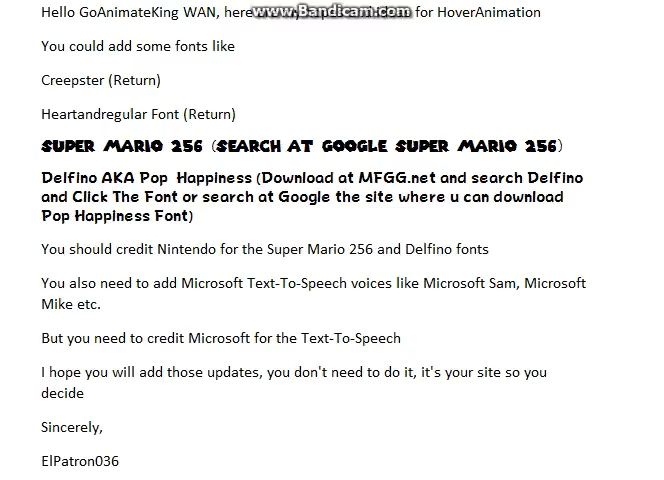 Hello GoAnimateKing WAN, here
www.Bandicam.com
for HoverAnimation
You could add some fonts like
Creepster (Return)
Heartandregular Font (Return)
SUPER MARIO 256 (SEARCH AT GOOGLE SUPER MARIO 256)
Delfino AKA Pop Happiness (Download at MFGG.net and search Delfino
and Click The Font or search at Google the site where u can download
Pop Happiness Font)
You should credit Nintendo for the Super Mario 256 and Delfino fonts
You also need to add Microsoft Text-To-Speech voices like Microsoft Sam, Microsoft
Mike etc.
But you need to credit Microsoft for the Text-To-Speech
I hope you will add those updates, you don't need to do it, it's your site so you
decide
Sincerely,
ElPatron036